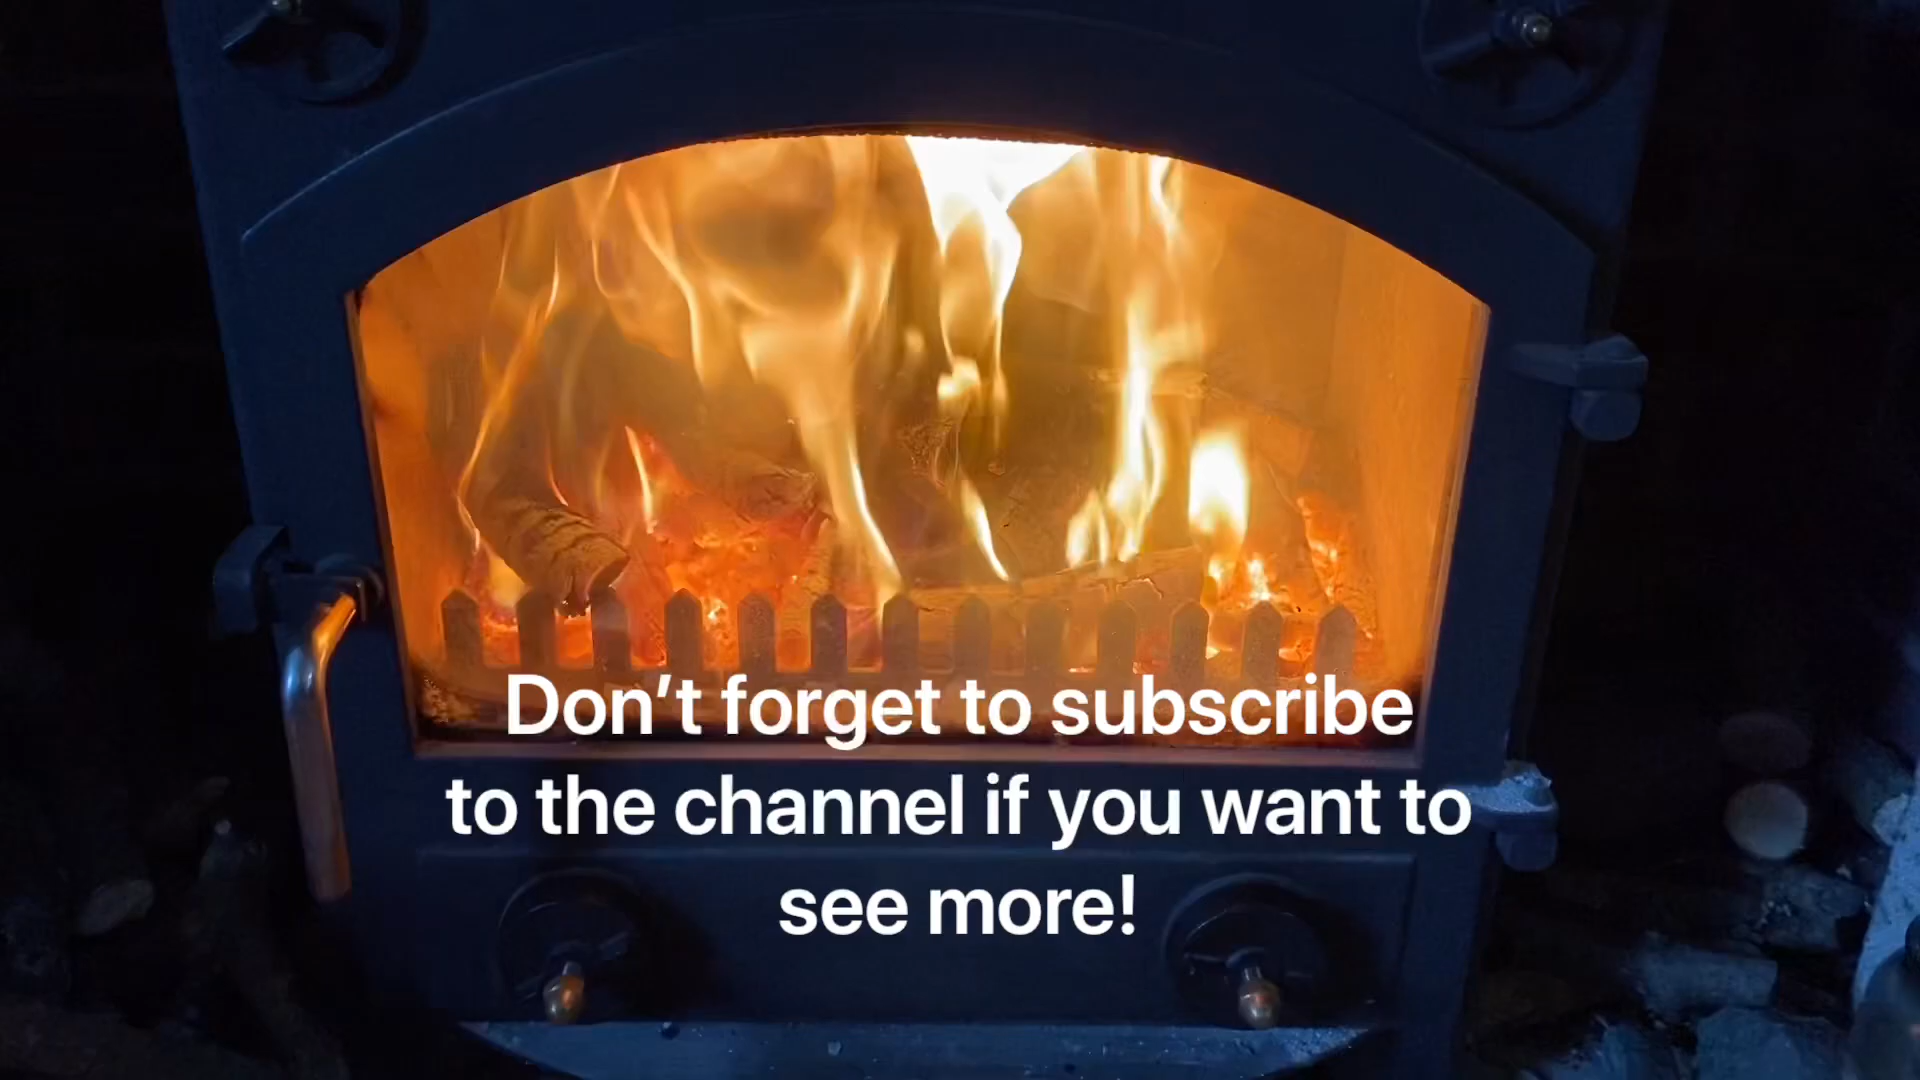 Don’t forget to subscribe
to the channel if you want to
see more!